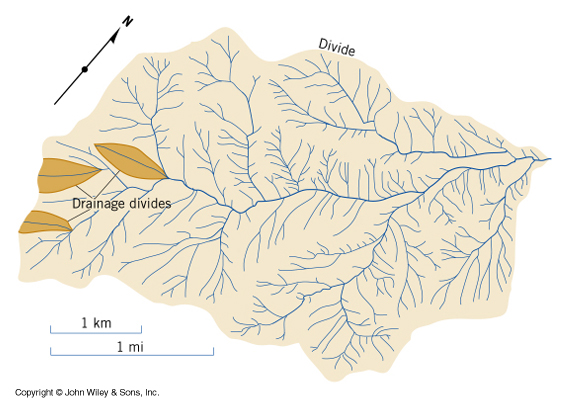 N
Divide
Drainage divides
1 km
1 mi
Copyright © John Wiley & Sons, Inc.